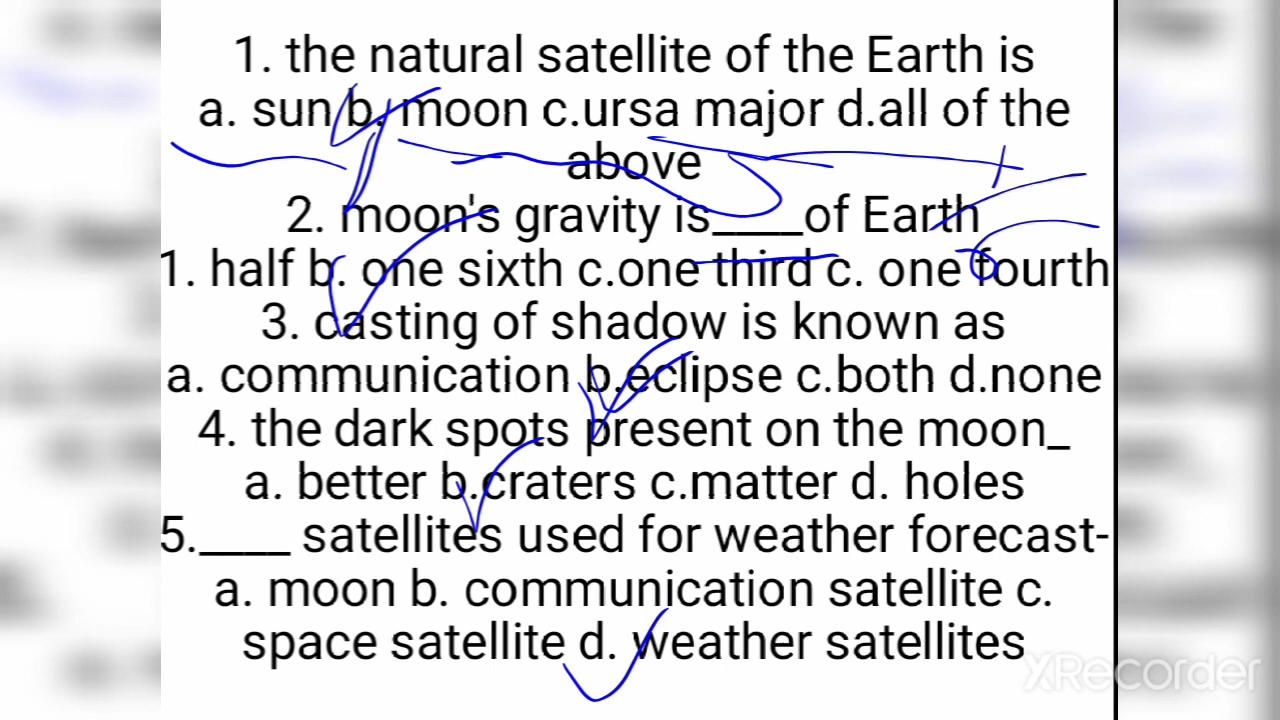 1. the natural satellite of the Earth is
a. sun b. moon c.ursa major d.all of the
above
2. moon's gravity is____of Earth
1. half b. one sixth c.one third c. one fourth
3. casting of shadow is known as
a. communication b.eclipse c.both d.none
4. the dark spots present on the moon_
a. better b.craters c.matter d. holes
5.____ satellites used for weather forecast-
a. moon b. communication satellite c.
space satellite d. weather satellites
XRecorder